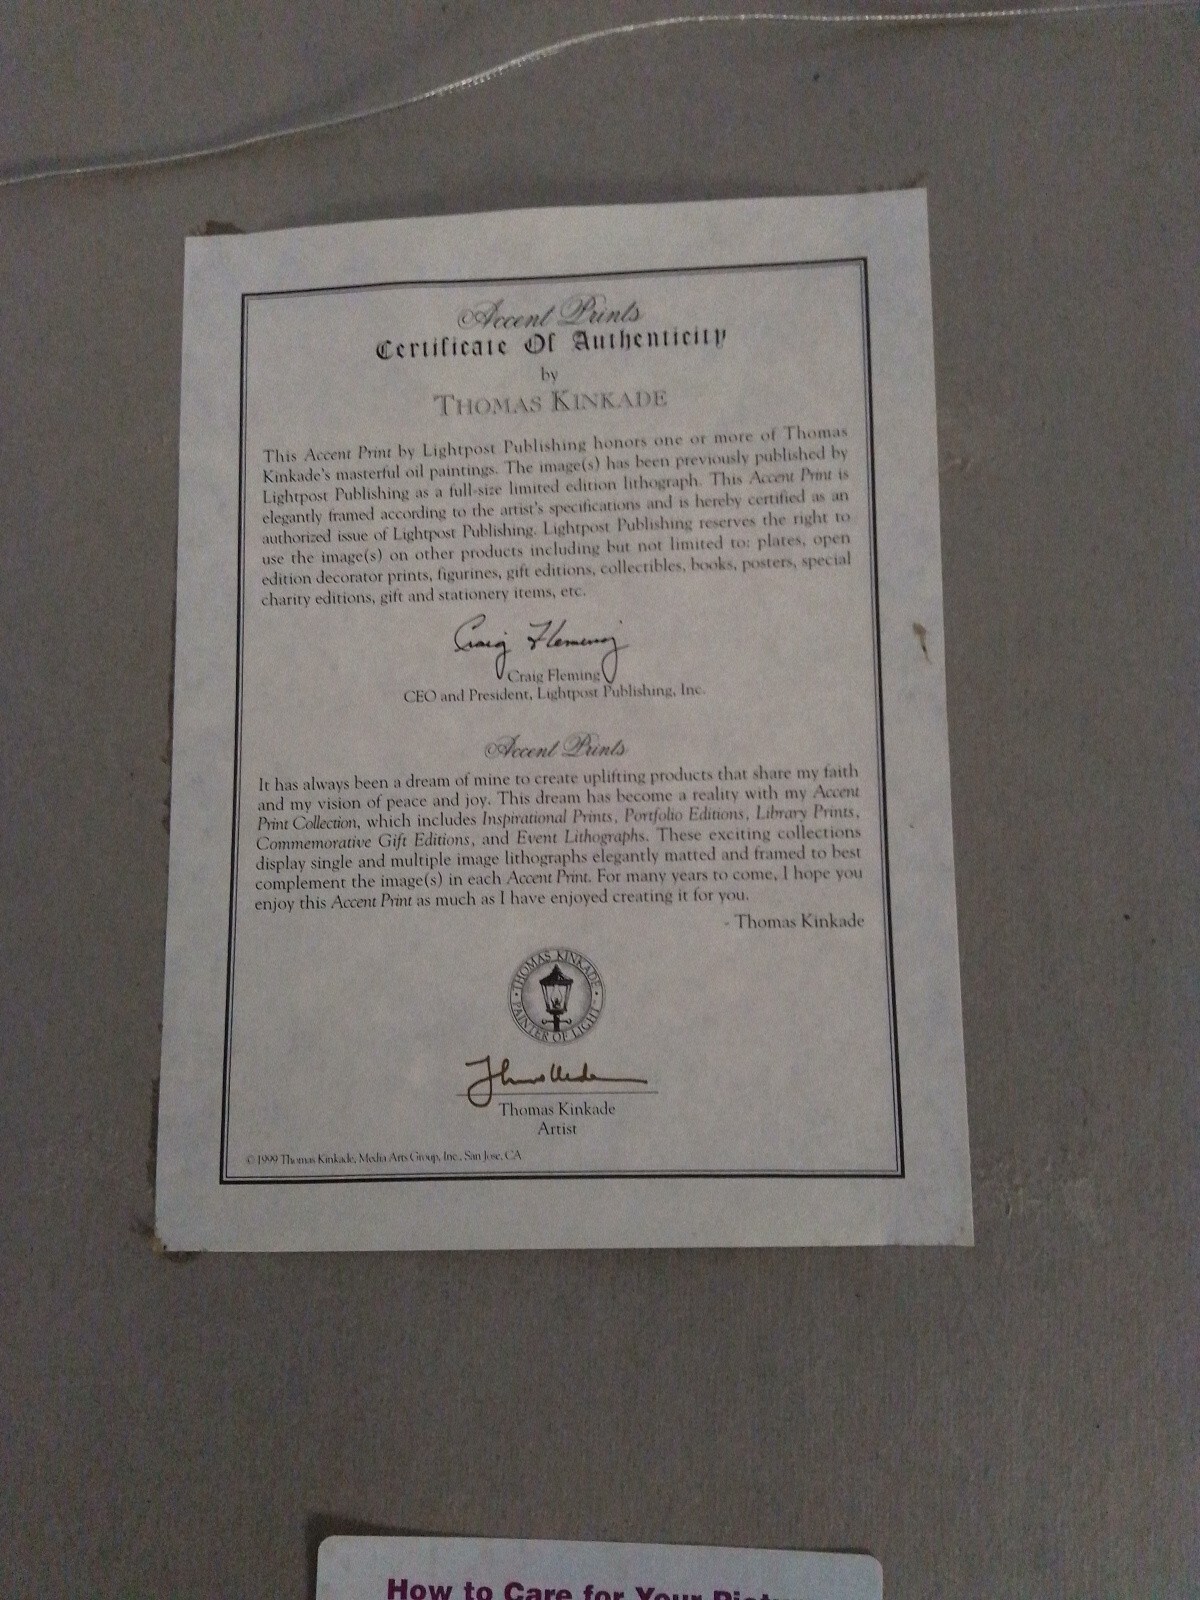 Accent Prints
Certificate Of Authenticity
by
THOMAS KINKADE
This Accent Print by Lightpost Publishing honors one or more of Thomas
Kinkade's masterful oil paintings. The image(s) has been previously published by
Lightpost Publishing as a full-size limited edition lithograph. This Accent Print is
elegantly framed according to the artist's specifications and is hereby certified as an
authorized issue of Lightpost Publishing. Lightpost Publishing reserves the right to
use the image(s) on other products including but not limited to: plates, open
edition decorator prints, figurines, gift editions, collectibles, books, posters, special
charity editions, gift and stationery items, etc.
Craig Fleming
Craig Fleming
CEO and President, Lightpost Publishing, Inc.
Accent Prints
It has always been a dream of mine to create uplifting products that share my faith
and my vision of peace and joy. This dream has become a reality with my Accent
Print Collection, which includes Inspirational Prints, Portfolio Editions, Library Prints,
Commemorative Gift Editions, and Event Lithographs. These exciting collections
display single and multiple image lithographs elegantly matted and framed to best
complement the image(s) in each Accent Print. For many years to come, I hope you
enjoy this Accent Print as much as I have enjoyed creating it for you.
- Thomas Kinkade
THOMAS KINKADE
PAINTER OF LIGHT
Thomas Kinkade
Artist
© 1999 Thomas Kinkade, Media Arts Group, Inc., San Jose, CA
How to Care for Your